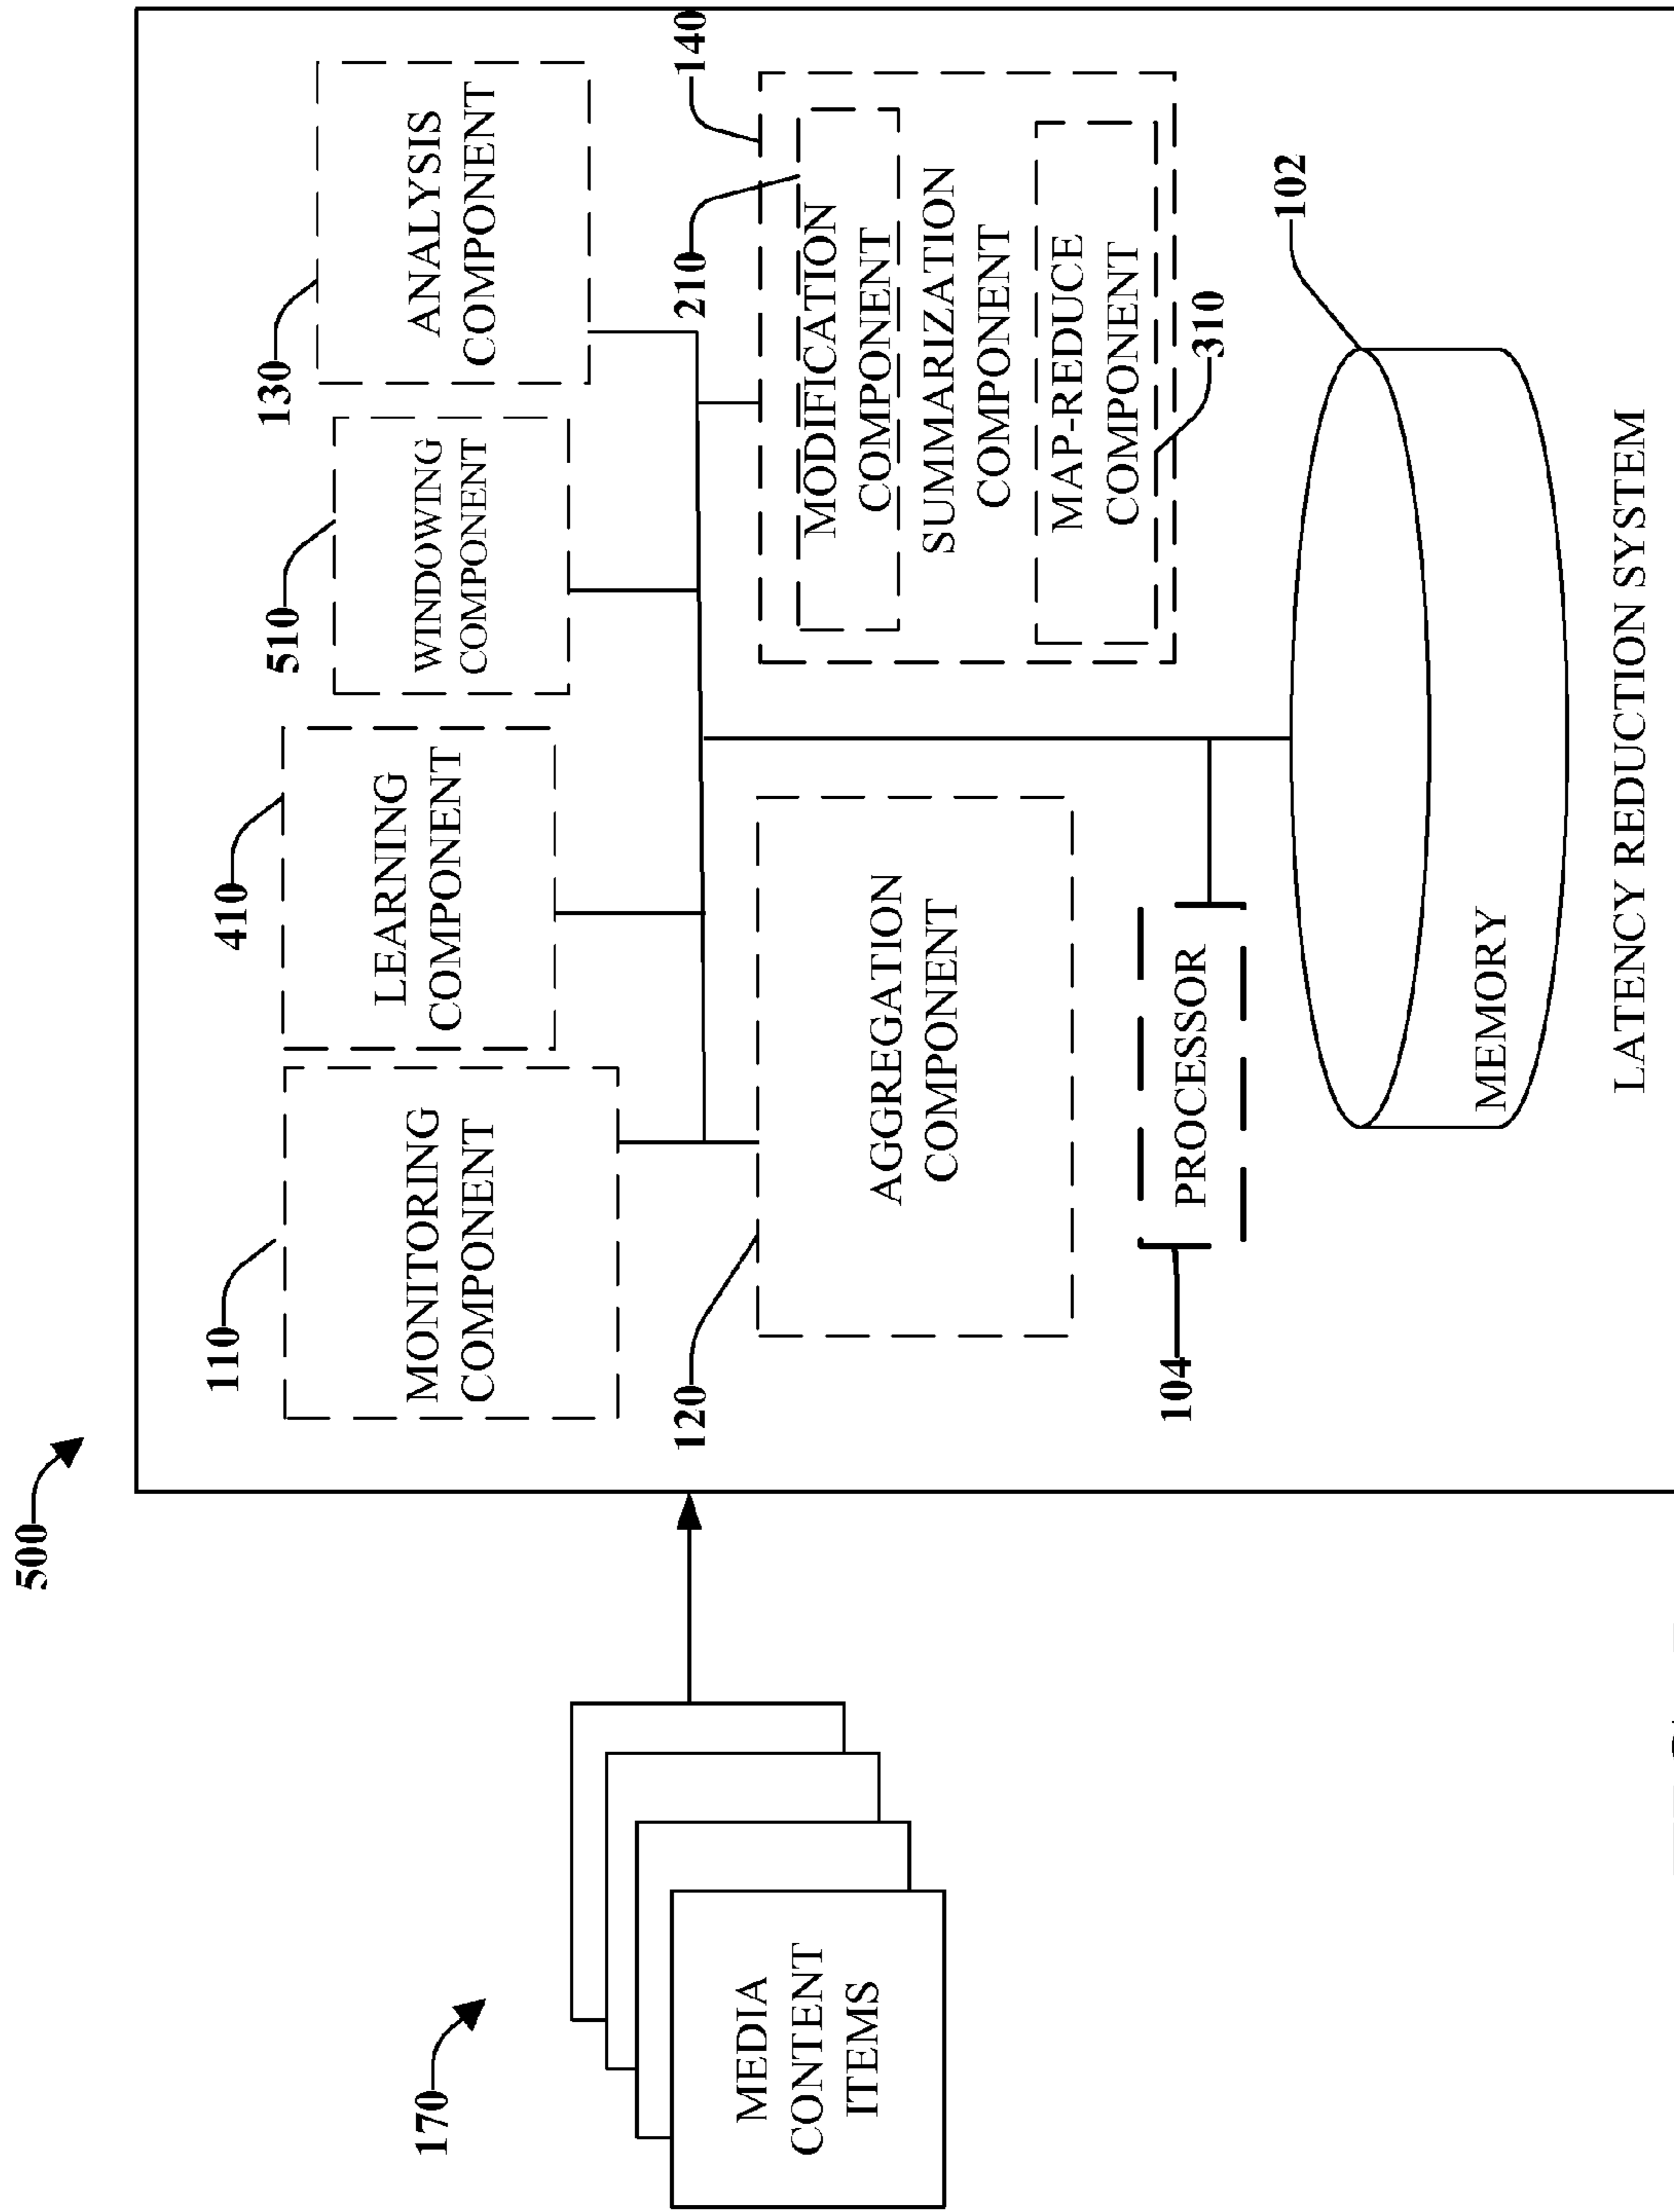 500
110
MONITORING
COMPONENT
410
LEARNING
COMPONENT
510
WINDOWING
COMPONENT
130
ANALYSIS
COMPONENT
170
MEDIA
CONTENT
ITEMS
120
AGGREGATION
COMPONENT
140
210
MODIFICATION
COMPONENT
SUMMARIZATION
COMPONENT
MAP-REDUCE
COMPONENT
310
104
PROCESSOR
102
MEMORY
LATENCY REDUCTION SYSTEM